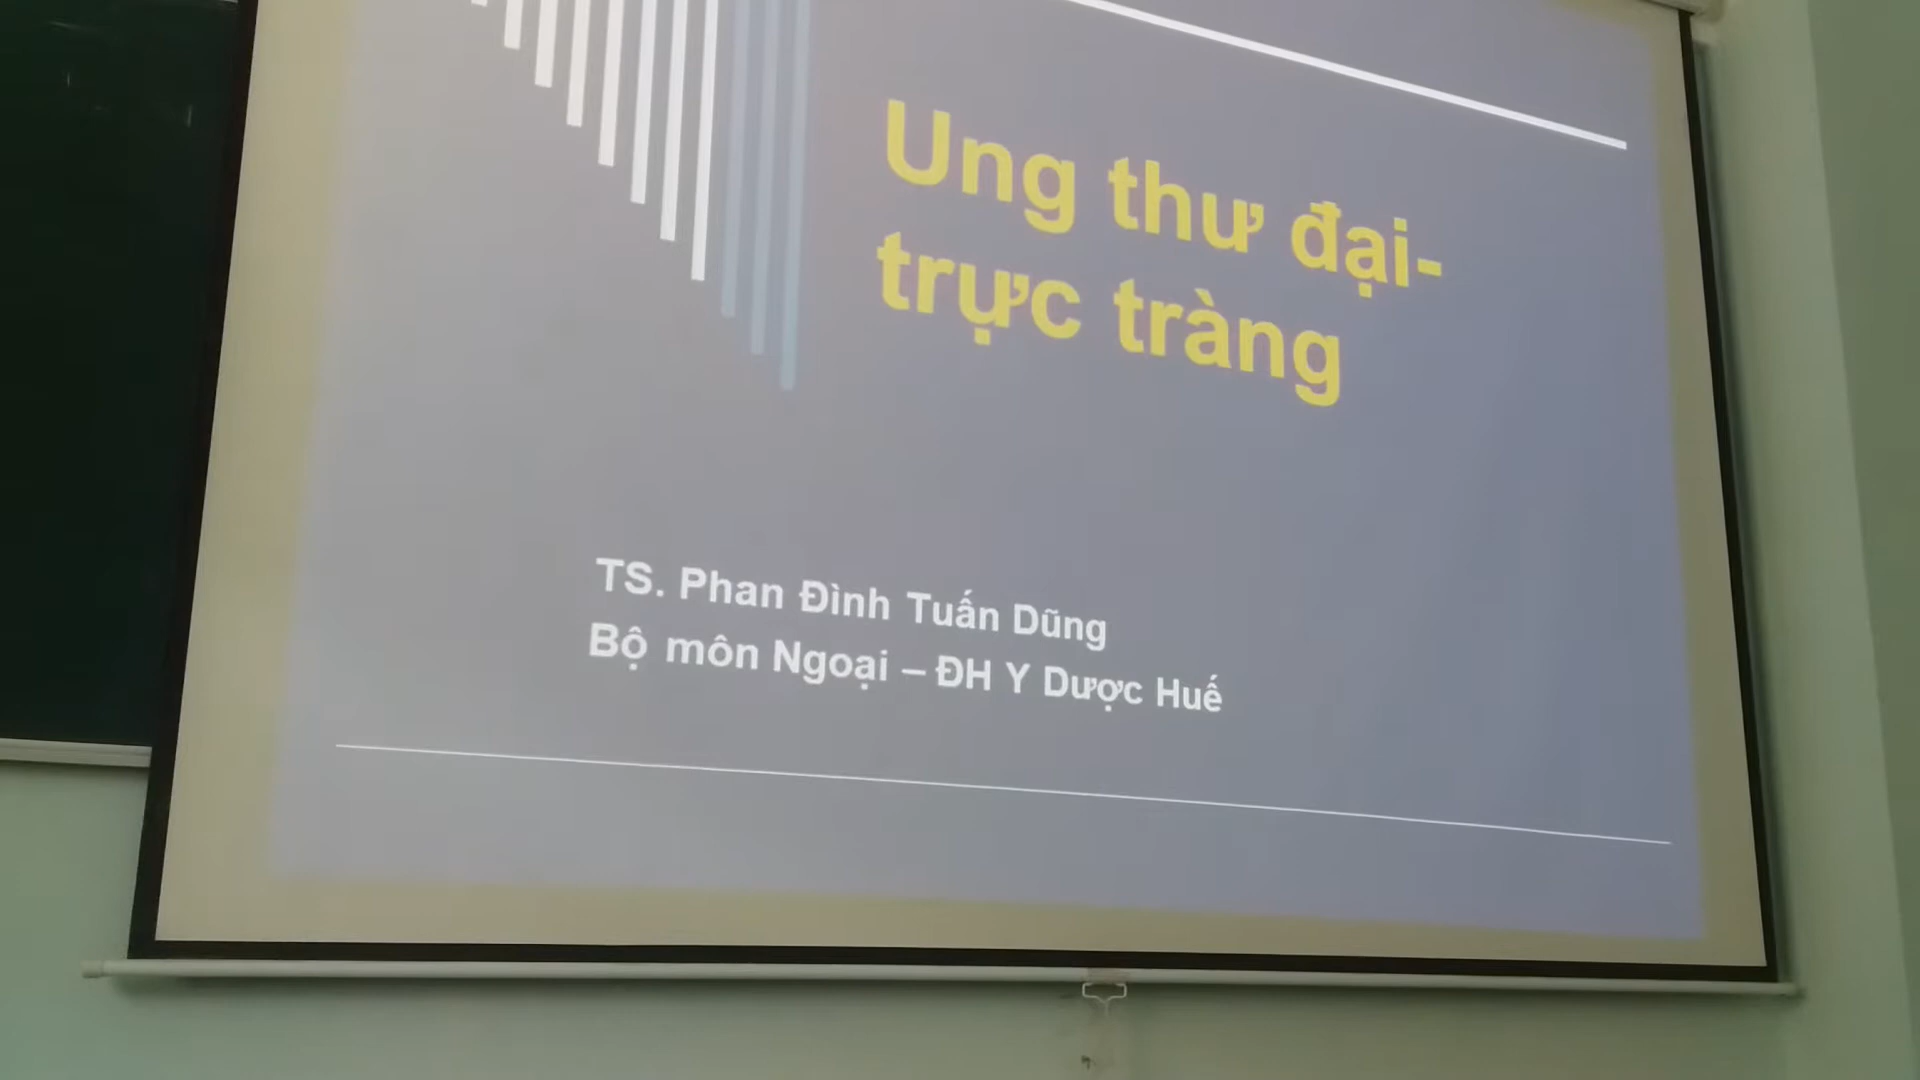 Ung thư đại-
trực tràng
TS. Phan Đình Tuấn Dũng
Bộ môn Ngoại – ĐH Y Dược Huế